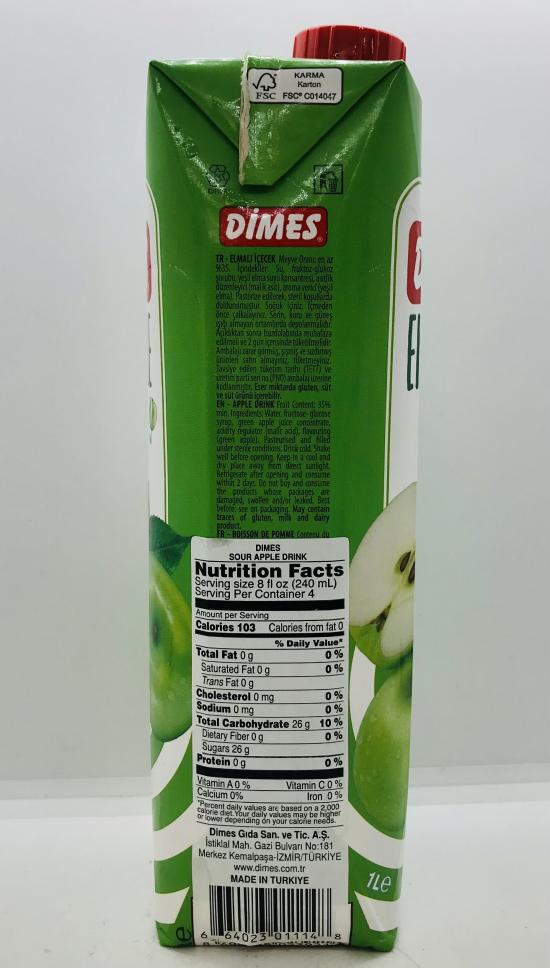 FSC
KARMA
Karton
FSC® C014047
DİMES
TR - ELMALI İÇECEK Meyve Oranı: en az
%35. İçindekiler: Su, fruktoz-glukoz
şurubu, yeşil elma suyu konsantresi, asitlik
düzenleyici (malik asit), aroma verici (yeşil
elma). Pastörize edilerek, steril koşullarda
doldurulmuştur. Soğuk içiniz. İçmeden
önce çalkalayınız. Serin, kuru ve güneş
ışığı almayan ortamlarda depolanmalıdır.
Açıldıktan sonra buzdolabında muhafaza
edilmeli ve 2 gün içerisinde tüketilmelidir.
Ambalajı zarar görmüş, şişmiş ve sızdırmış
ürünleri satın almayınız, tüketmeyiniz.
Tavsiye edilen tüketim tarihi (TETT) ve
üretim parti seri no (PNO) ambalaj üzerine
kodlanmıştır. Eser miktarda gluten, süt
ve süt ürünü içerebilir.
EN - APPLE DRINK Fruit Content: 35%
min. Ingredients: Water, fructose- glucose
syrup, green apple juice concentrate,
acidity regulator (malic acid), flavouring
(green apple). Pasteurised and filled
under sterile conditions. Drink cold. Shake
well before opening. Keep in a cool and
dry place away from direct sunlight.
Refrigerate after opening and consume
within 2 days. Do not buy and consume
the products whose packages are
damaged, swollen and/or leaked. Best
before: see on packaging. May contain
traces of gluten, milk and dairy
product.
FR - BOISSON DE POMME Contenu du
DIMES
SOUR APPLE DRINK
Nutrition Facts
Serving size 8 fl oz (240 mL)
Serving Per Container 4
Amount per Serving
Calories 103 Calories from fat 0
% Daily Value*
Total Fat 0 g 0 %
Saturated Fat 0 g 0 %
Trans Fat 0 g
Cholesterol 0 mg 0 %
Sodium 0 mg 0 %
Total Carbohydrate 26 g 10 %
Dietary Fiber 0 g 0 %
Sugars 26 g
Protein 0 g 0 %
Vitamin A 0 % Vitamin C 0 %
Calcium 0% Iron 0 %
*Percent daily values are based on a 2,000
calorie diet. Your daily values may be higher
or lower depending on your calorie needs.
Dimes Gıda San. ve Tic. A.Ş.
İstiklal Mah. Gazi Bulvarı No:181
Merkez Kemalpaşa-İZMİR/TÜRKİYE
www.dimes.com.tr
MADE IN TURKIYE
6 64023 01114 8
e
1Le